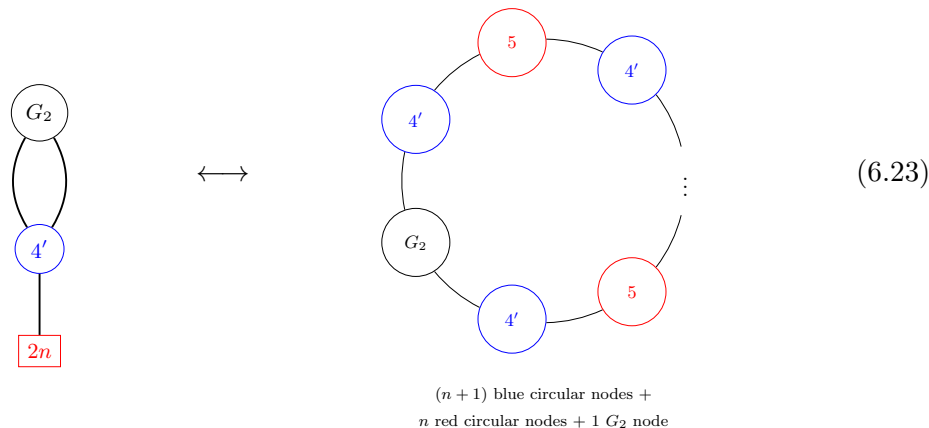 5
4′
G₂
4′
⟷
(6.23)
⋮
4′
G₂
2n
4′
5
(n + 1) blue circular nodes +
n red circular nodes + 1 G₂ node